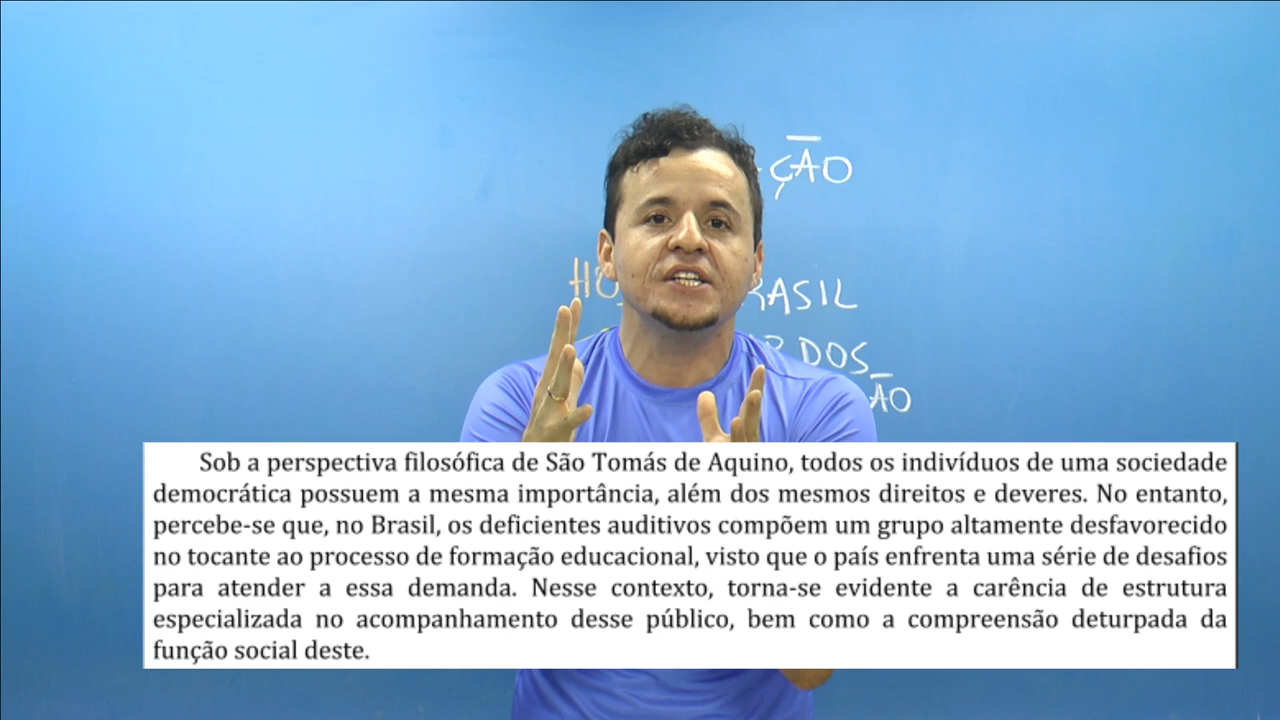 ÇÃO
RASIL
DOS
ÃO
Sob a perspectiva filosófica de São Tomás de Aquino, todos os indivíduos de uma sociedade
democrática possuem a mesma importância, além dos mesmos direitos e deveres. No entanto,
percebe-se que, no Brasil, os deficientes auditivos compõem um grupo altamente desfavorecido
no tocante ao processo de formação educacional, visto que o país enfrenta uma série de desafios
para atender a essa demanda. Nesse contexto, torna-se evidente a carência de estrutura
especializada no acompanhamento desse público, bem como a compreensão deturpada da
função social deste.